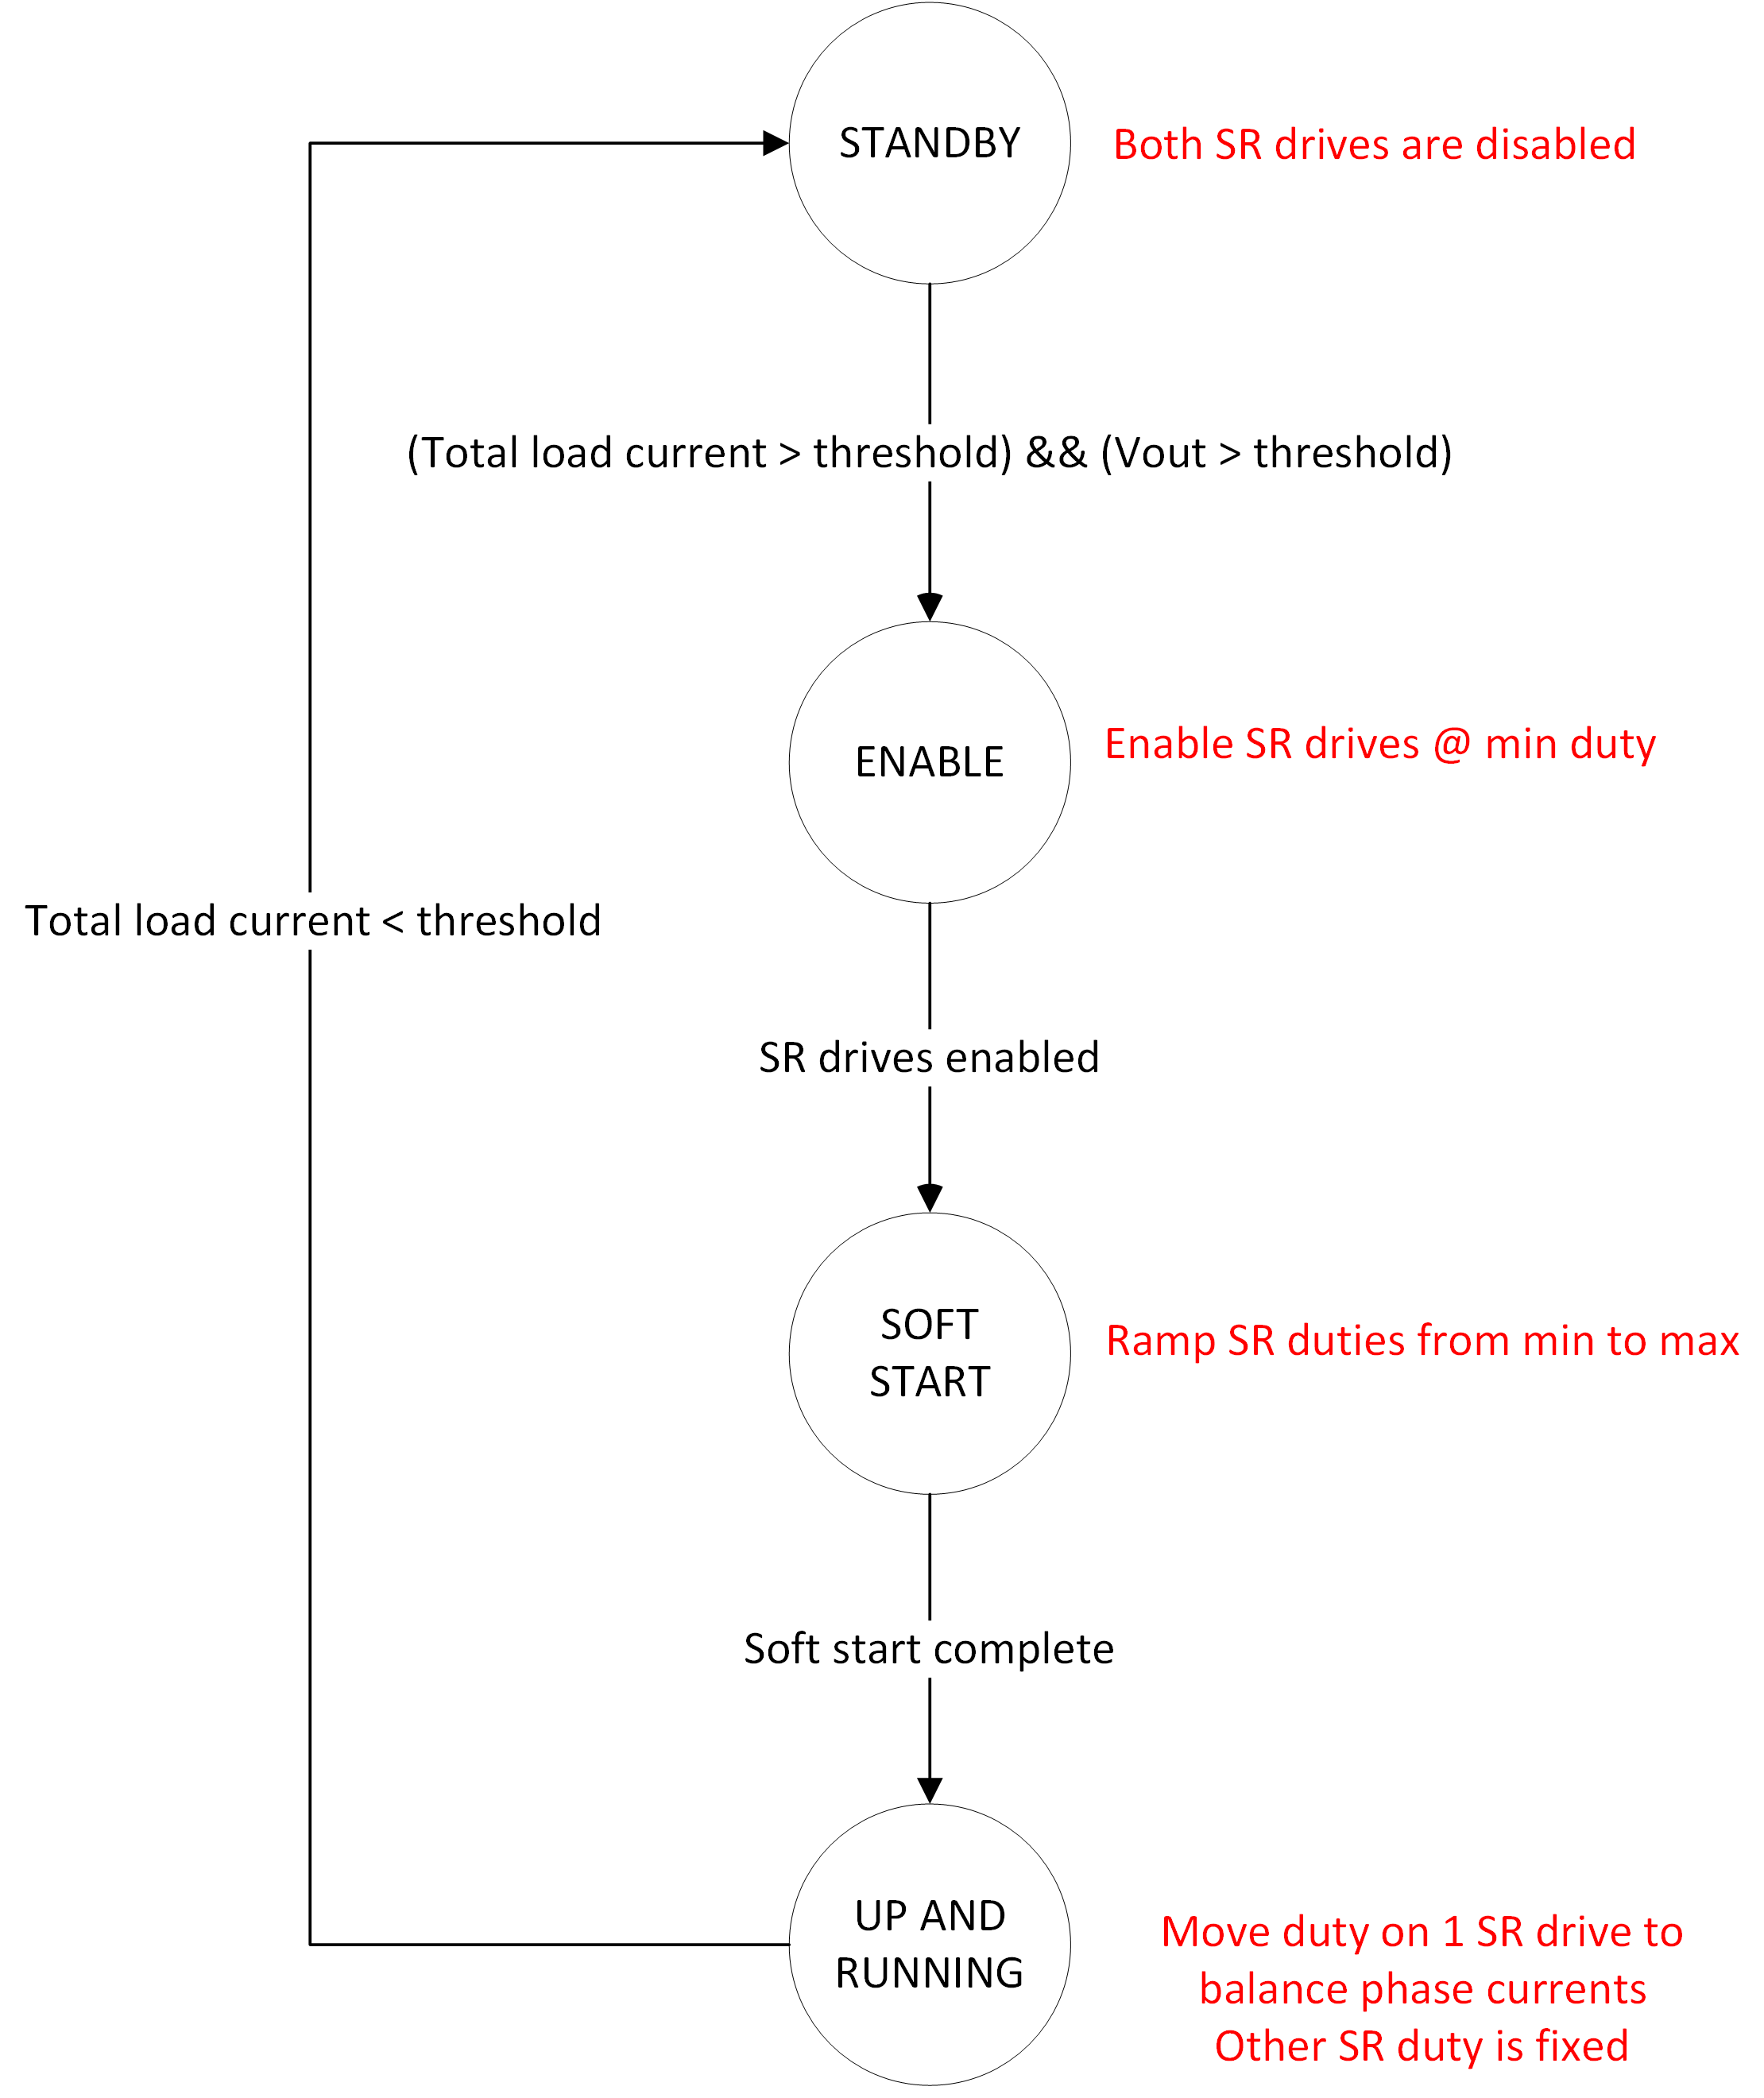 STANDBY
Both SR drives are disabled
(Total load current > threshold) && (Vout > threshold)
ENABLE
Enable SR drives @ min duty
Total load current < threshold
SR drives enabled
SOFT
START
Ramp SR duties from min to max
Soft start complete
UP AND
RUNNING
Move duty on 1 SR drive to
balance phase currents
Other SR duty is fixed